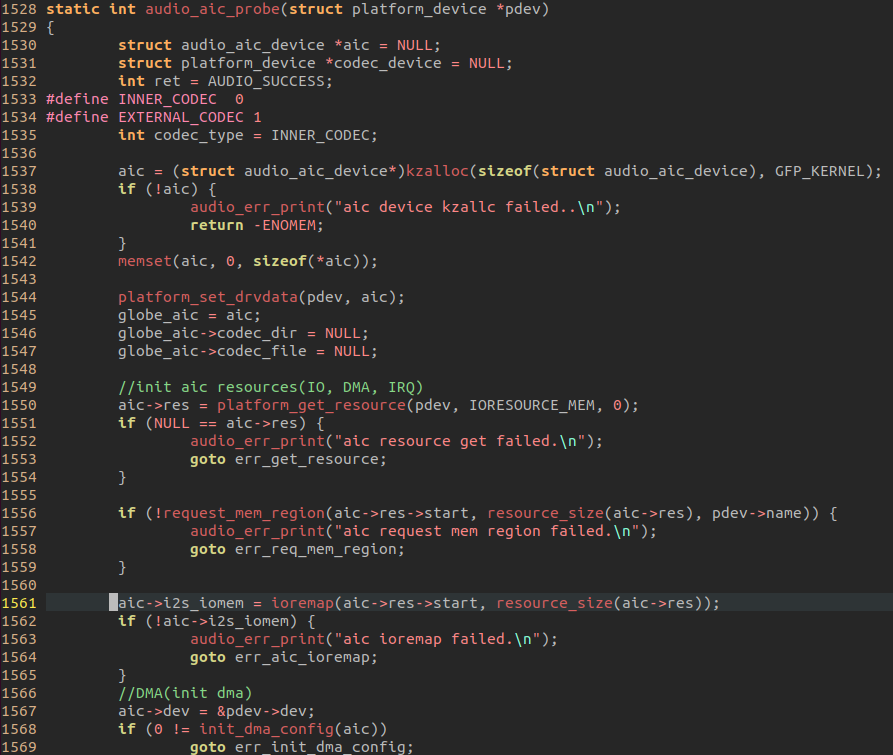 1528 static int audio_aic_probe(struct platform_device *pdev)
1529 {
1530         struct audio_aic_device *aic = NULL;
1531         struct platform_device *codec_device = NULL;
1532         int ret = AUDIO_SUCCESS;
1533 #define INNER_CODEC  0
1534 #define EXTERNAL_CODEC 1
1535         int codec_type = INNER_CODEC;
1536
1537         aic = (struct audio_aic_device*)kzalloc(sizeof(struct audio_aic_device), GFP_KERNEL);
1538         if (!aic) {
1539                 audio_err_print("aic device kzallc failed..\n");
1540                 return -ENOMEM;
1541         }
1542         memset(aic, 0, sizeof(*aic));
1543
1544         platform_set_drvdata(pdev, aic);
1545         globe_aic = aic;
1546         globe_aic->codec_dir = NULL;
1547         globe_aic->codec_file = NULL;
1548
1549         //init aic resources(IO, DMA, IRQ)
1550         aic->res = platform_get_resource(pdev, IORESOURCE_MEM, 0);
1551         if (NULL == aic->res) {
1552                 audio_err_print("aic resource get failed.\n");
1553                 goto err_get_resource;
1554         }
1555
1556         if (!request_mem_region(aic->res->start, resource_size(aic->res), pdev->name)) {
1557                 audio_err_print("aic request mem region failed.\n");
1558                 goto err_req_mem_region;
1559         }
1560
1561         aic->i2s_iomem = ioremap(aic->res->start, resource_size(aic->res));
1562         if (!aic->i2s_iomem) {
1563                 audio_err_print("aic ioremap failed.\n");
1564                 goto err_aic_ioremap;
1565         }
1566         //DMA(init dma)
1567         aic->dev = &pdev->dev;
1568         if (0 != init_dma_config(aic))
1569                 goto err_init_dma_config;